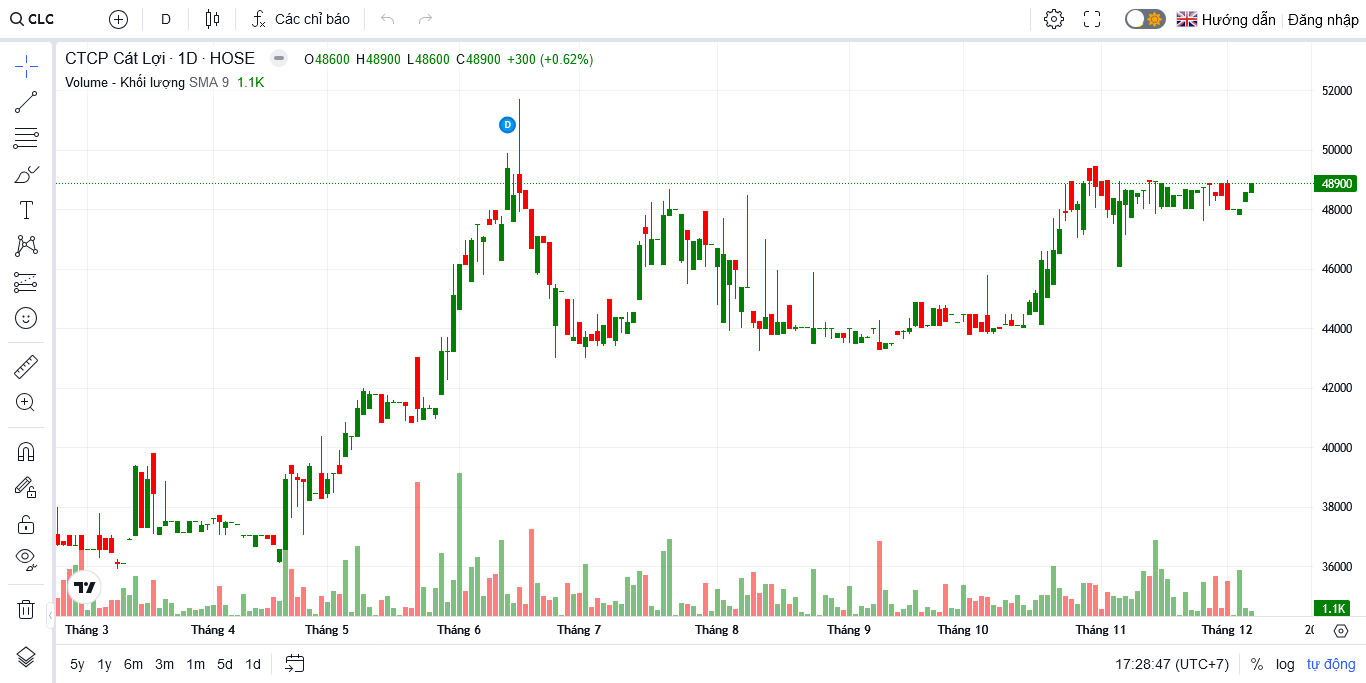 CLC D Các chỉ báo Hướng dẫn Đăng nhập
CTCP Cát Lợi · 1D · HOSE O48600 H48900 L48600 C48900 +300 (+0.62%)
Volume - Khối lượng SMA 9 1.1K
52000
D
50000
48900
48000
46000
44000
42000
40000
38000
36000
1.1K
Tháng 3 Tháng 4 Tháng 5 Tháng 6 Tháng 7 Tháng 8 Tháng 9 Tháng 10 Tháng 11 Tháng 12
5y 1y 6m 3m 1m 5d 1d 17:28:47 (UTC+7) % log tự động